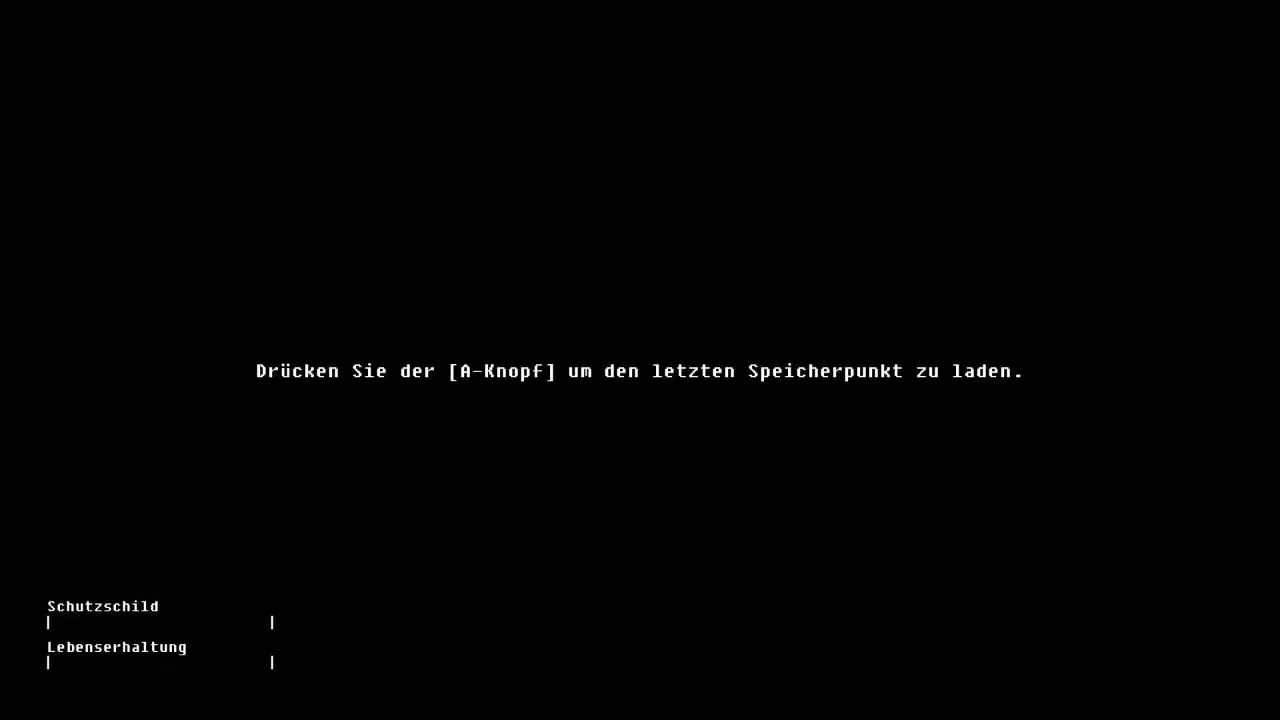 Drücken Sie der [A-Knopf] um den letzten Speicherpunkt zu laden.
Schutzschild
| |
Lebenserhaltung
| |